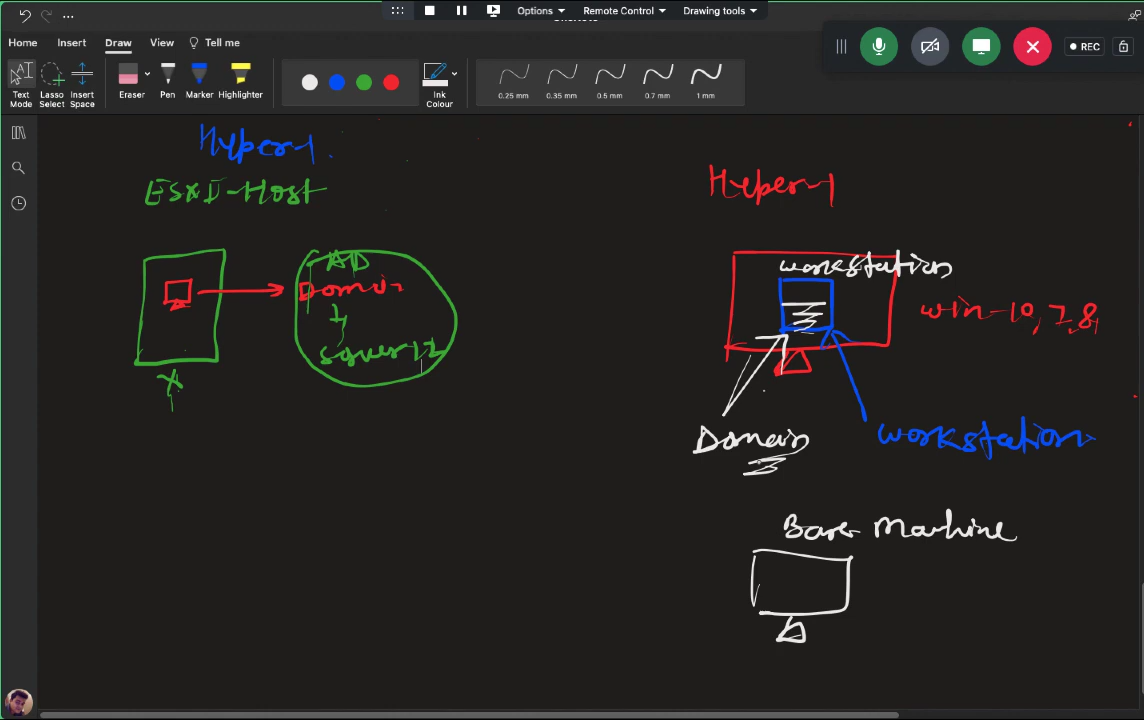 Options
Remote Control
Drawing tools
Home
Insert
Draw
View
Tell me
REC
Text Mode
Lasso Select
Insert Space
Eraser
Pen
Marker
Highlighter
Ink Colour
0.25 mm
0.35 mm
0.5 mm
0.7 mm
1 mm
Hyper-1
ESXI-Host
AD
Domain
Hyper-1
workstation
win-10, 7, 8,
Domain
workstation
Base Machine